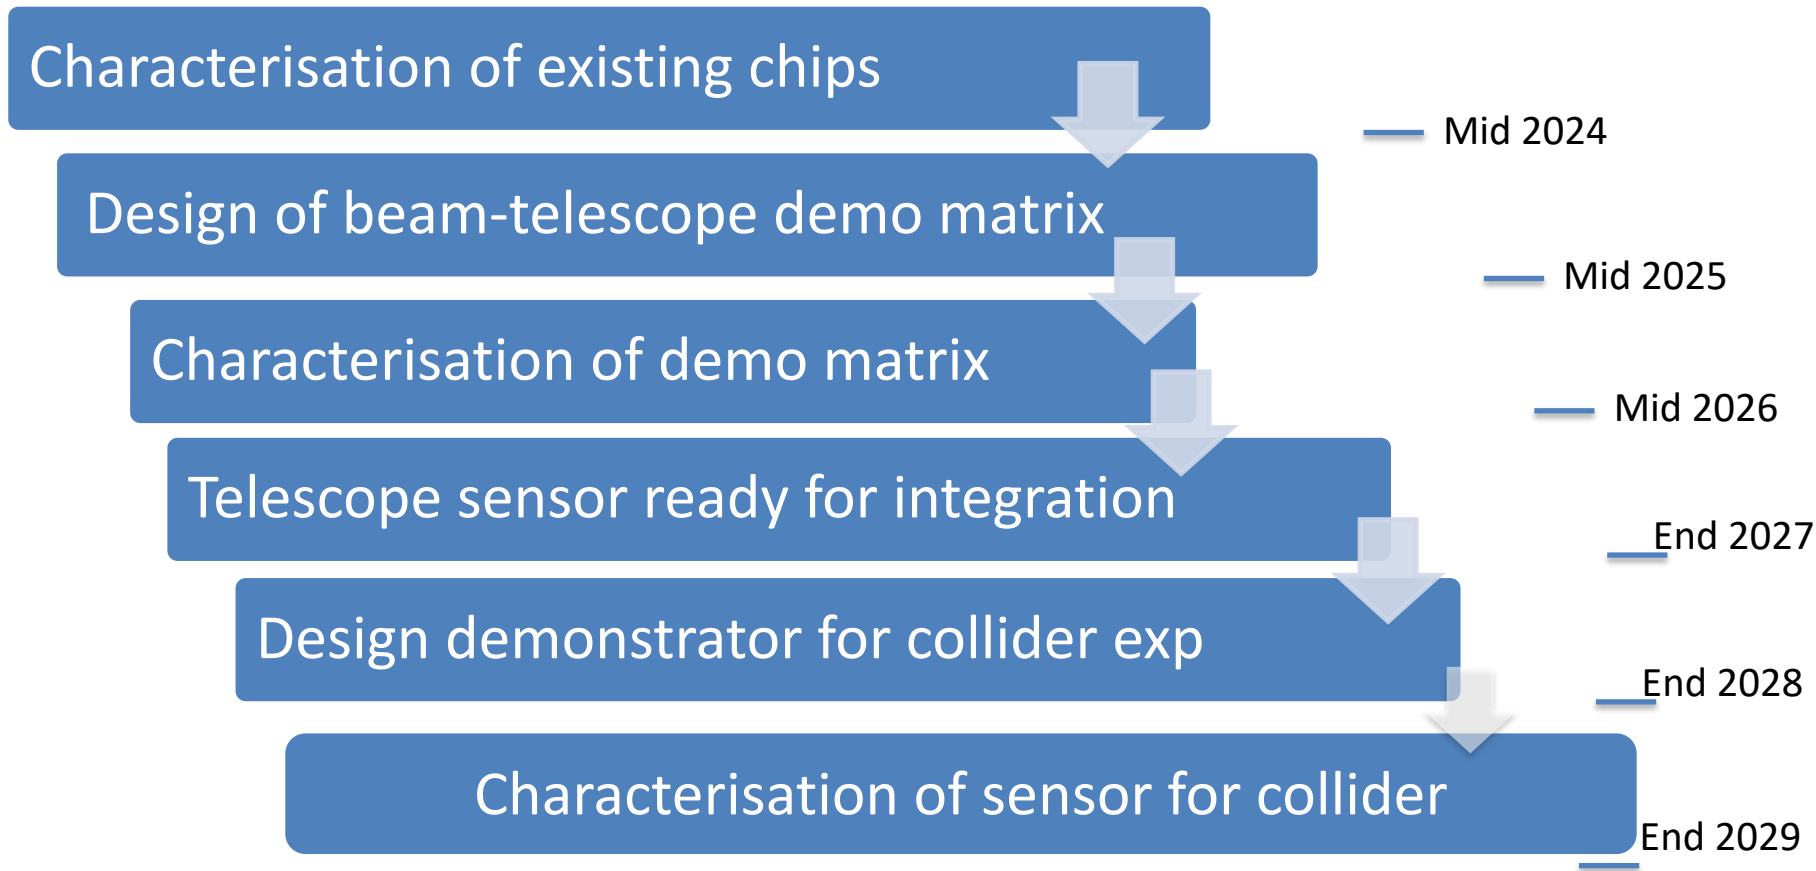 Characterisation of existing chips
Mid 2024
Design of beam-telescope demo matrix
Mid 2025
Characterisation of demo matrix
Mid 2026
Telescope sensor ready for integration
End 2027
Design demonstrator for collider exp
End 2028
Characterisation of sensor for collider
End 2029